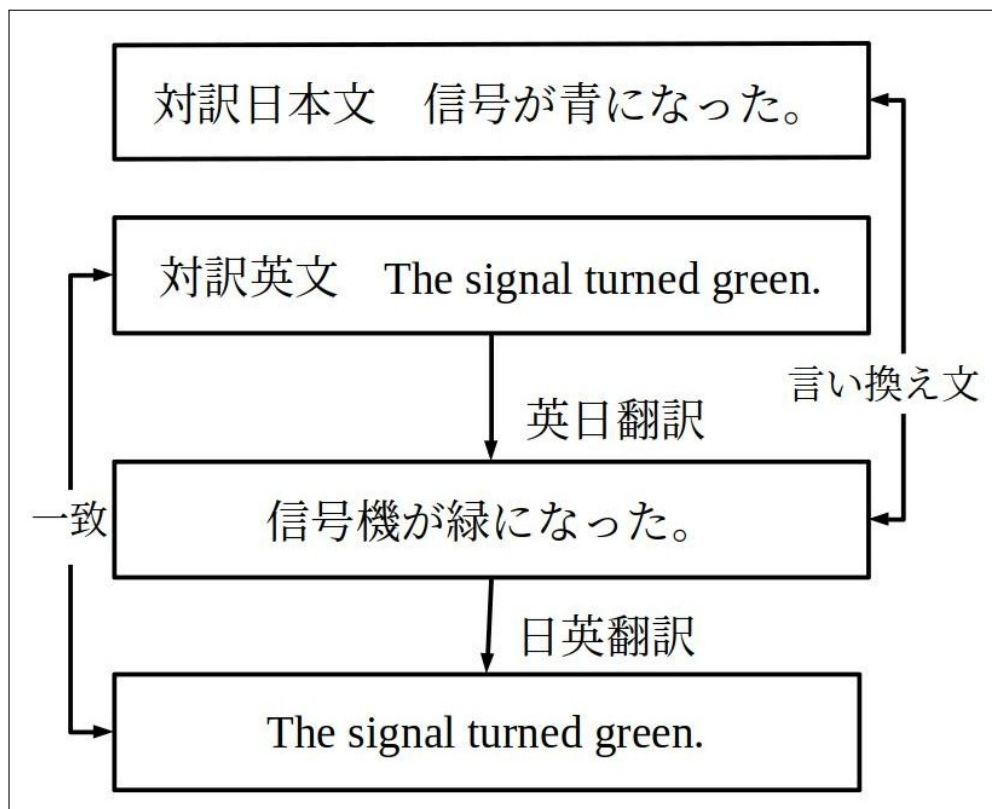 対訳日本文　信号が青になった。
対訳英文　The signal turned green.
言い換え文
英日翻訳
一致
信号機が緑になった。
日英翻訳
The signal turned green.